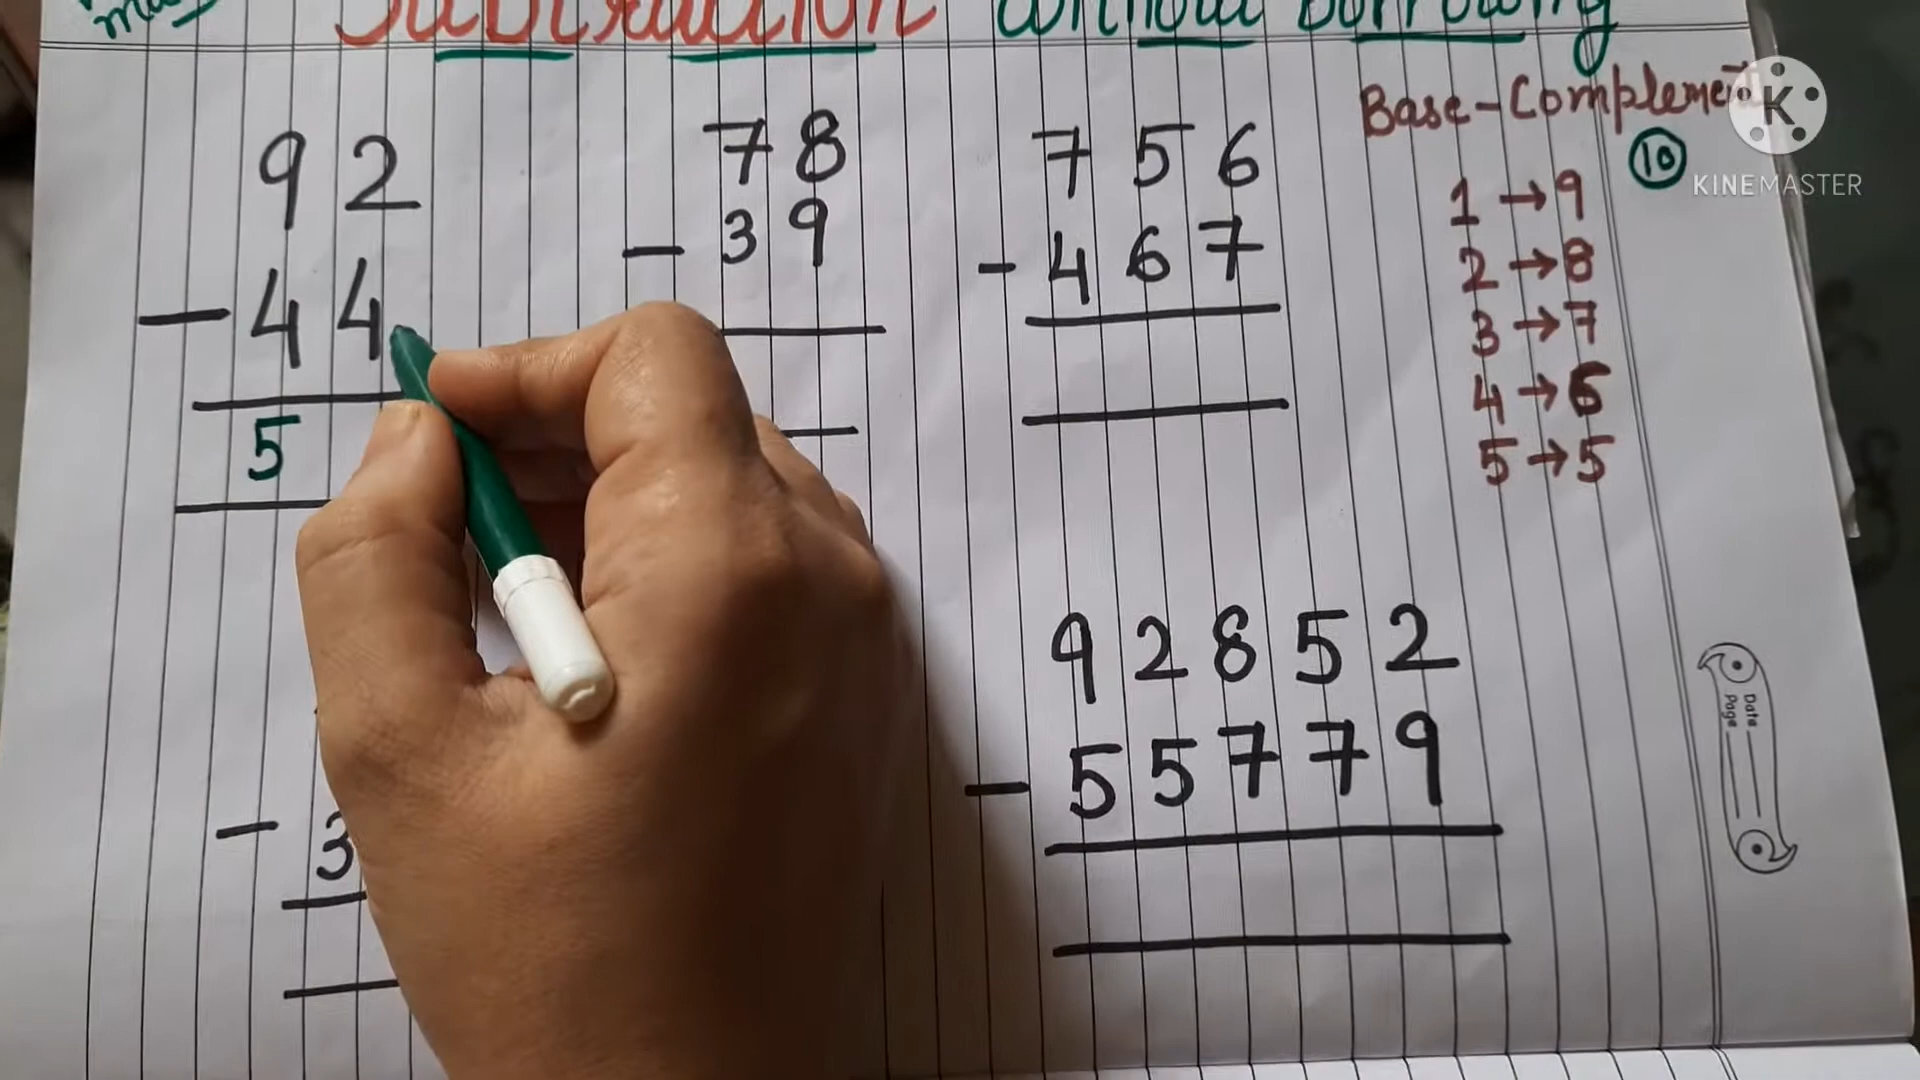 Subtraction without borrowing
Base-Complement
10
KINEMASTER
1 → 9
2 → 8
3 → 7
4 → 6
5 → 5
92
- 44
5
78
- 39
756
- 467
- 3
92852
- 55779
Date
Page